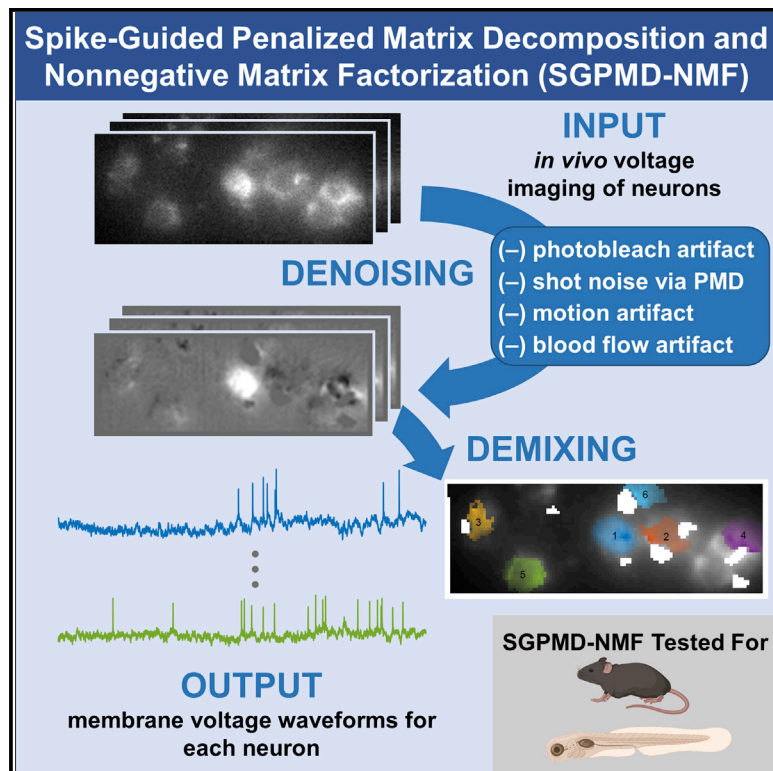 Spike-Guided Penalized Matrix Decomposition and
Nonnegative Matrix Factorization (SGPMD-NMF)
INPUT
in vivo voltage
imaging of neurons
DENOISING
(–) photobleach artifact
(–) shot noise via PMD
(–) motion artifact
(–) blood flow artifact
DEMIXING
6
3
1
2
4
5
OUTPUT
membrane voltage waveforms for
each neuron
SGPMD-NMF Tested For